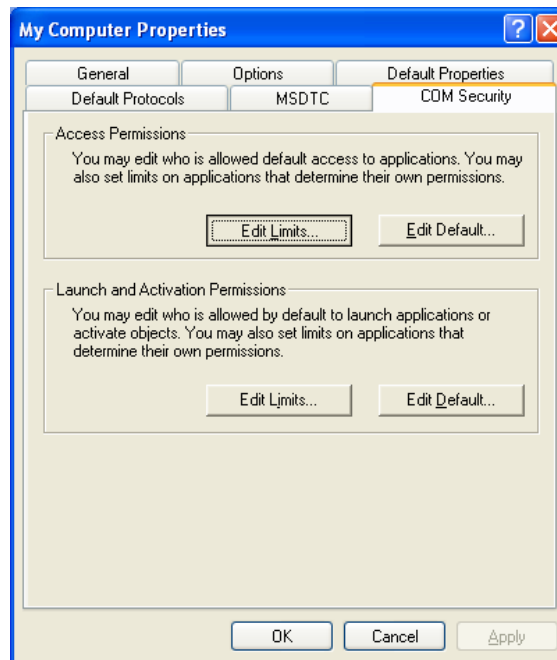 My Computer Properties
?
General Options Default Properties
Default Protocols MSDTC COM Security
Access Permissions
You may edit who is allowed default access to applications. You may
also set limits on applications that determine their own permissions.
Edit Limits... Edit Default...
Launch and Activation Permissions
You may edit who is allowed by default to launch applications or
activate objects. You may also set limits on applications that
determine their own permissions.
Edit Limits... Edit Default...
OK Cancel Apply